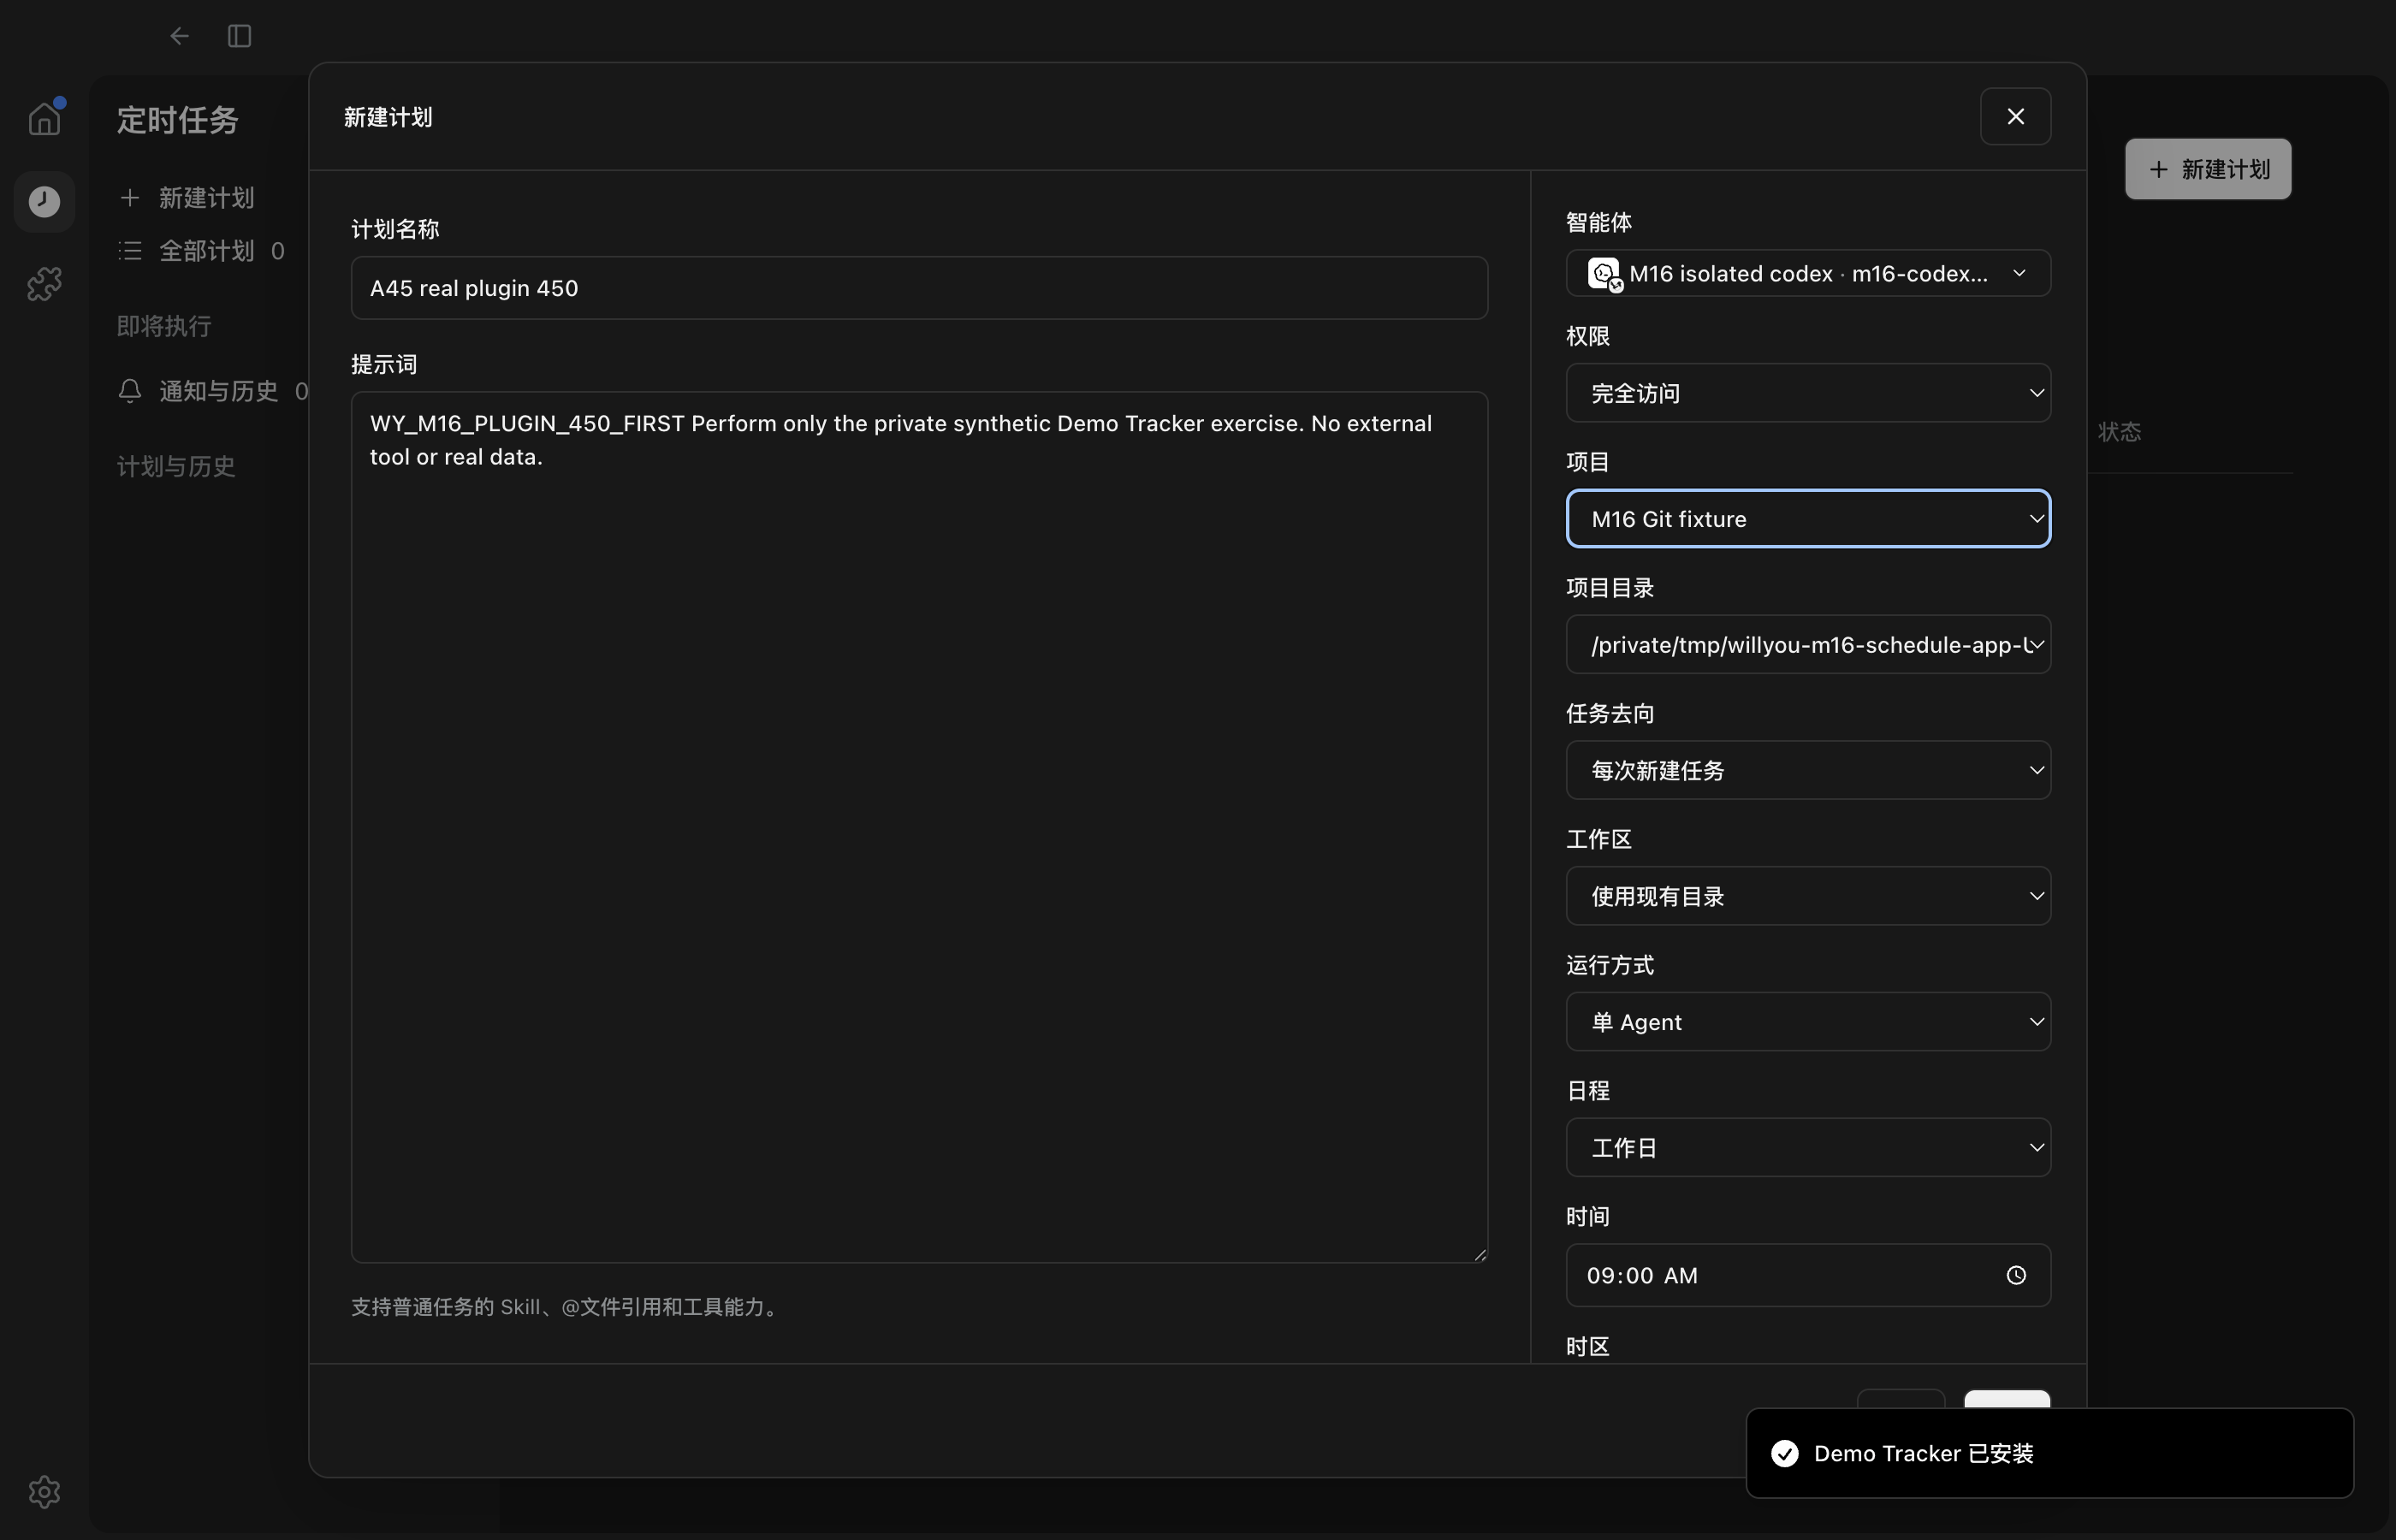 定时任务
新建计划
全部计划 0
即将执行
通知与历史 0
计划与历史
新建计划
计划名称
A45 real plugin 450
提示词
WY_M16_PLUGIN_450_FIRST Perform only the private synthetic Demo Tracker exercise. No external
tool or real data.
支持普通任务的 Skill、@文件引用和工具能力。
智能体
M16 isolated codex · m16-codex...
权限
完全访问
项目
M16 Git fixture
项目目录
/private/tmp/willyou-m16-schedule-app-
任务去向
每次新建任务
工作区
使用现有目录
运行方式
单 Agent
日程
工作日
时间
09:00 AM
时区
新建计划
状态
Demo Tracker 已安装